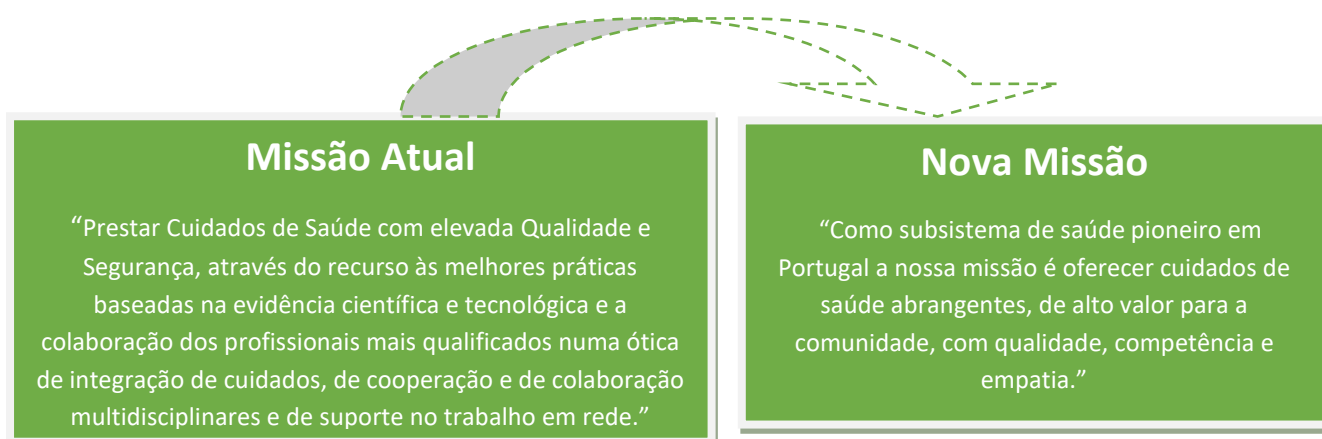 Missão Atual
“Prestar Cuidados de Saúde com elevada Qualidade e
Segurança, através do recurso às melhores práticas
baseadas na evidência científica e tecnológica e a
colaboração dos profissionais mais qualificados numa ótica
de integração de cuidados, de cooperação e de colaboração
multidisciplinares e de suporte no trabalho em rede.”
Nova Missão
“Como subsistema de saúde pioneiro em
Portugal a nossa missão é oferecer cuidados de
saúde abrangentes, de alto valor para a
comunidade, com qualidade, competência e
empatia.”